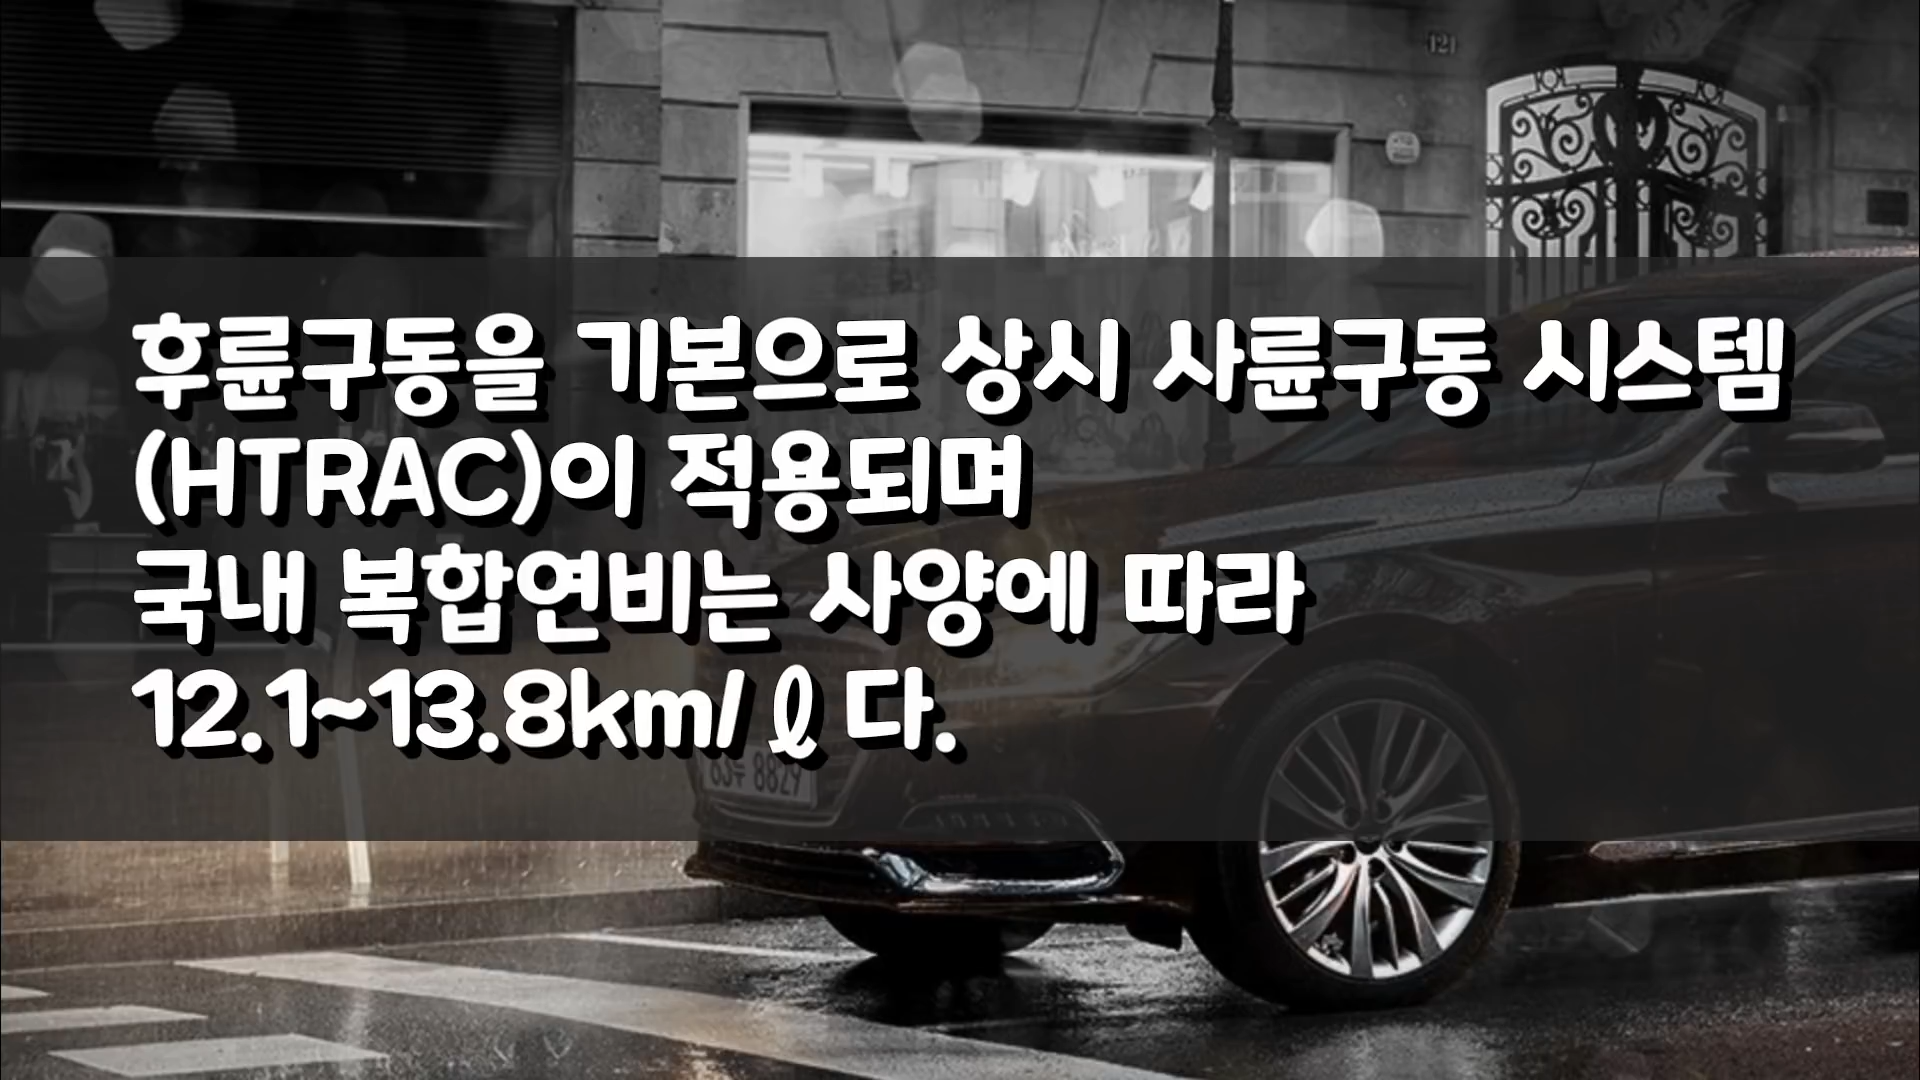 121
후륜구동을 기본으로 상시 사륜구동 시스템
(HTRAC)이 적용되며
국내 복합연비는 사양에 따라
12.1~13.8km/ℓ다.
8829